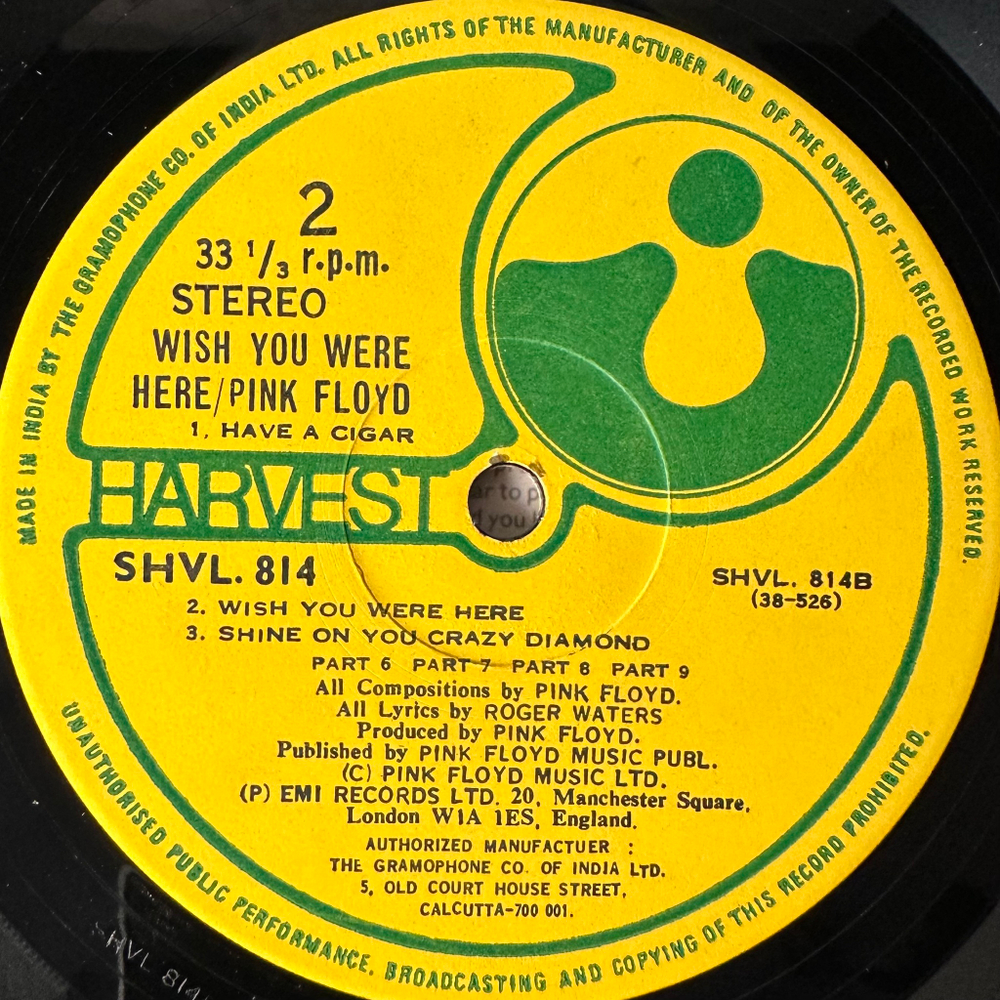 MADE IN INDIA BY THE GRAMOPHONE CO. OF INDIA LTD. ALL RIGHTS OF THE MANUFACTURER AND OF THE OWNER OF THE RECORDED WORK RESERVED.
2
33 1/3 r.p.m.
STEREO
WISH YOU WERE
HERE/PINK FLOYD
1, HAVE A CIGAR
HARVEST
SHVL. 814
SHVL. 814B
(38-526)
2. WISH YOU WERE HERE
3. SHINE ON YOU CRAZY DIAMOND
PART 6 PART 7 PART 8 PART 9
All Compositions by PINK FLOYD.
All Lyrics by ROGER WATERS
Produced by PINK FLOYD.
Published by PINK FLOYD MUSIC PUBL.
(C) PINK FLOYD MUSIC LTD.
(P) EMI RECORDS LTD. 20, Manchester Square,
London W1A 1ES, England.
AUTHORIZED MANUFACTUER :
THE GRAMOPHONE CO. OF INDIA LTD.
5, OLD COURT HOUSE STREET,
CALCUTTA-700 001.
UNAUTHORISED PUBLIC PERFORMANCE, BROADCASTING AND COPYING OF THIS RECORD PROHIBITED.
SHVL 814